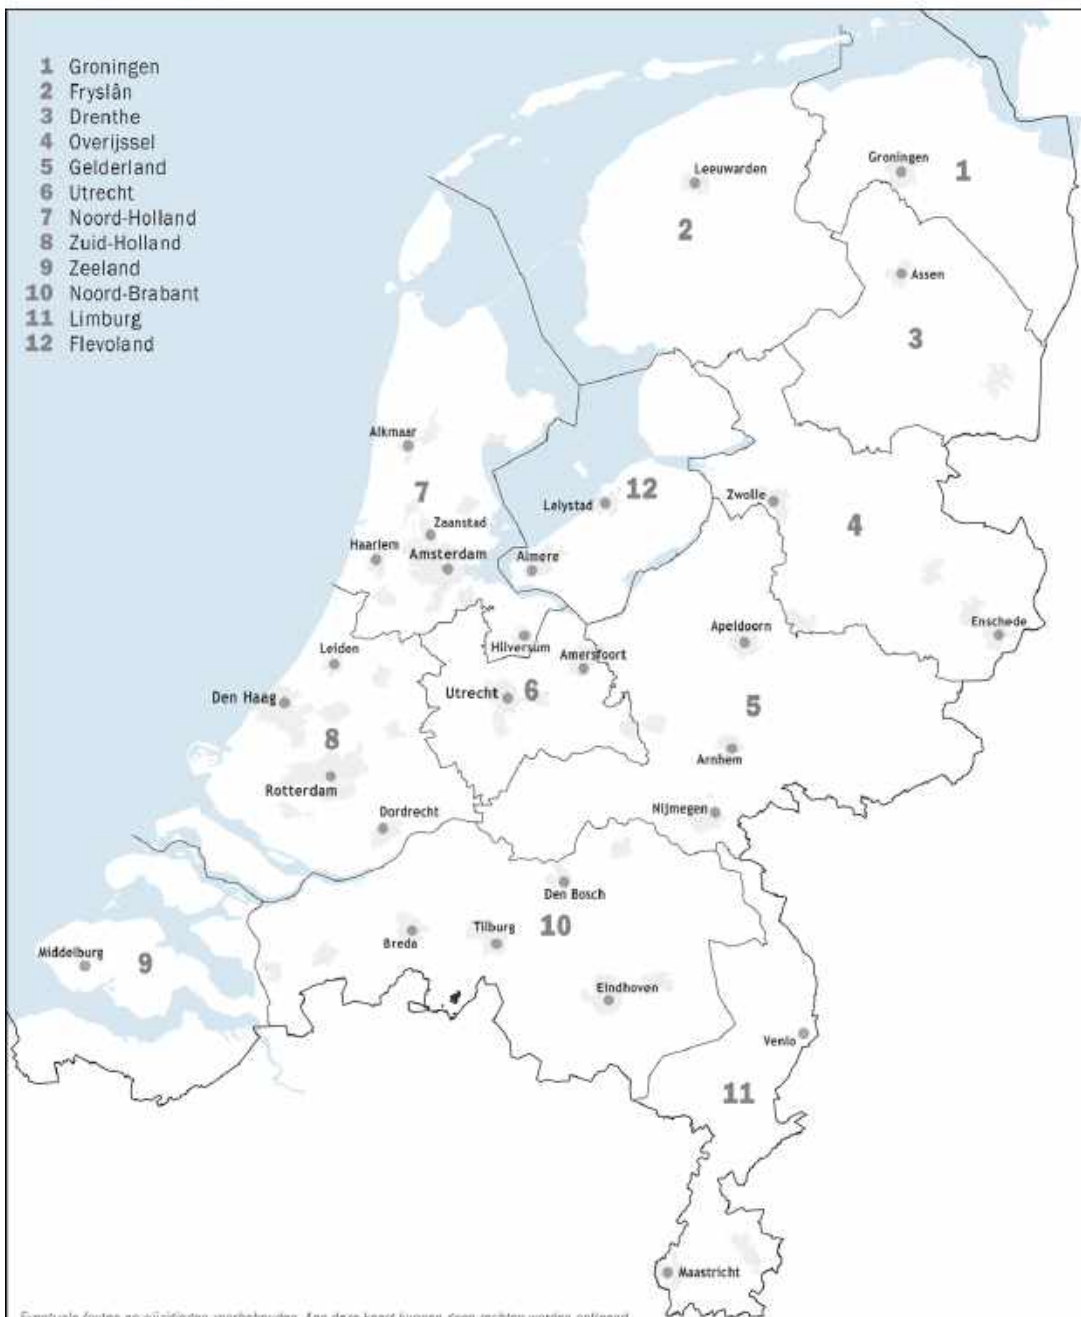 1 Groningen
2 Fryslân
3 Drenthe
4 Overijssel
5 Gelderland
6 Utrecht
7 Noord-Holland
8 Zuid-Holland
9 Zeeland
10 Noord-Brabant
11 Limburg
12 Flevoland
Groningen
1
Leeuwarden
2
Assen
3
Alkmaar
7
Lelystad
12
Zwolle
4
Zaanstad
Haarlem
Amsterdam
Almere
Enschede
Apeldoorn
Hilversum
Leiden
Amersfoort
Den Haag
Utrecht
6
5
8
Arnhem
Rotterdam
Nijmegen
Dordrecht
Den Bosch
10
Tilburg
Breda
Middelburg
9
Eindhoven
Venlo
11
Maastricht